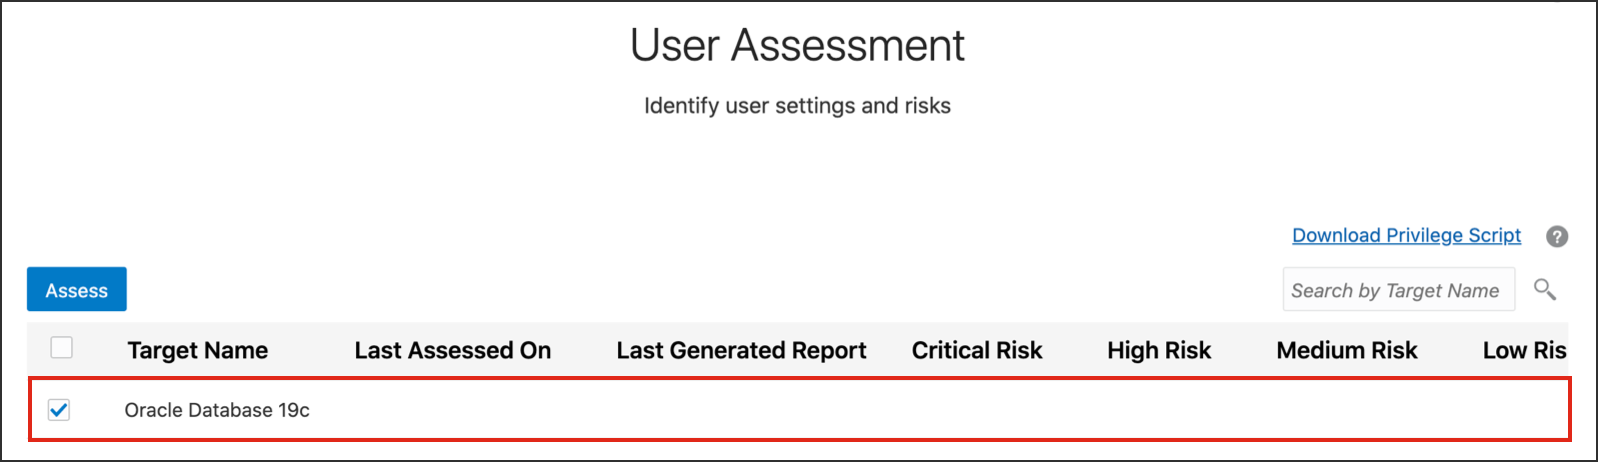 User Assessment
Identify user settings and risks
Download Privilege Script ?
Assess Search by Target Name
Target Name Last Assessed On Last Generated Report Critical Risk High Risk Medium Risk Low Ris
Oracle Database 19c